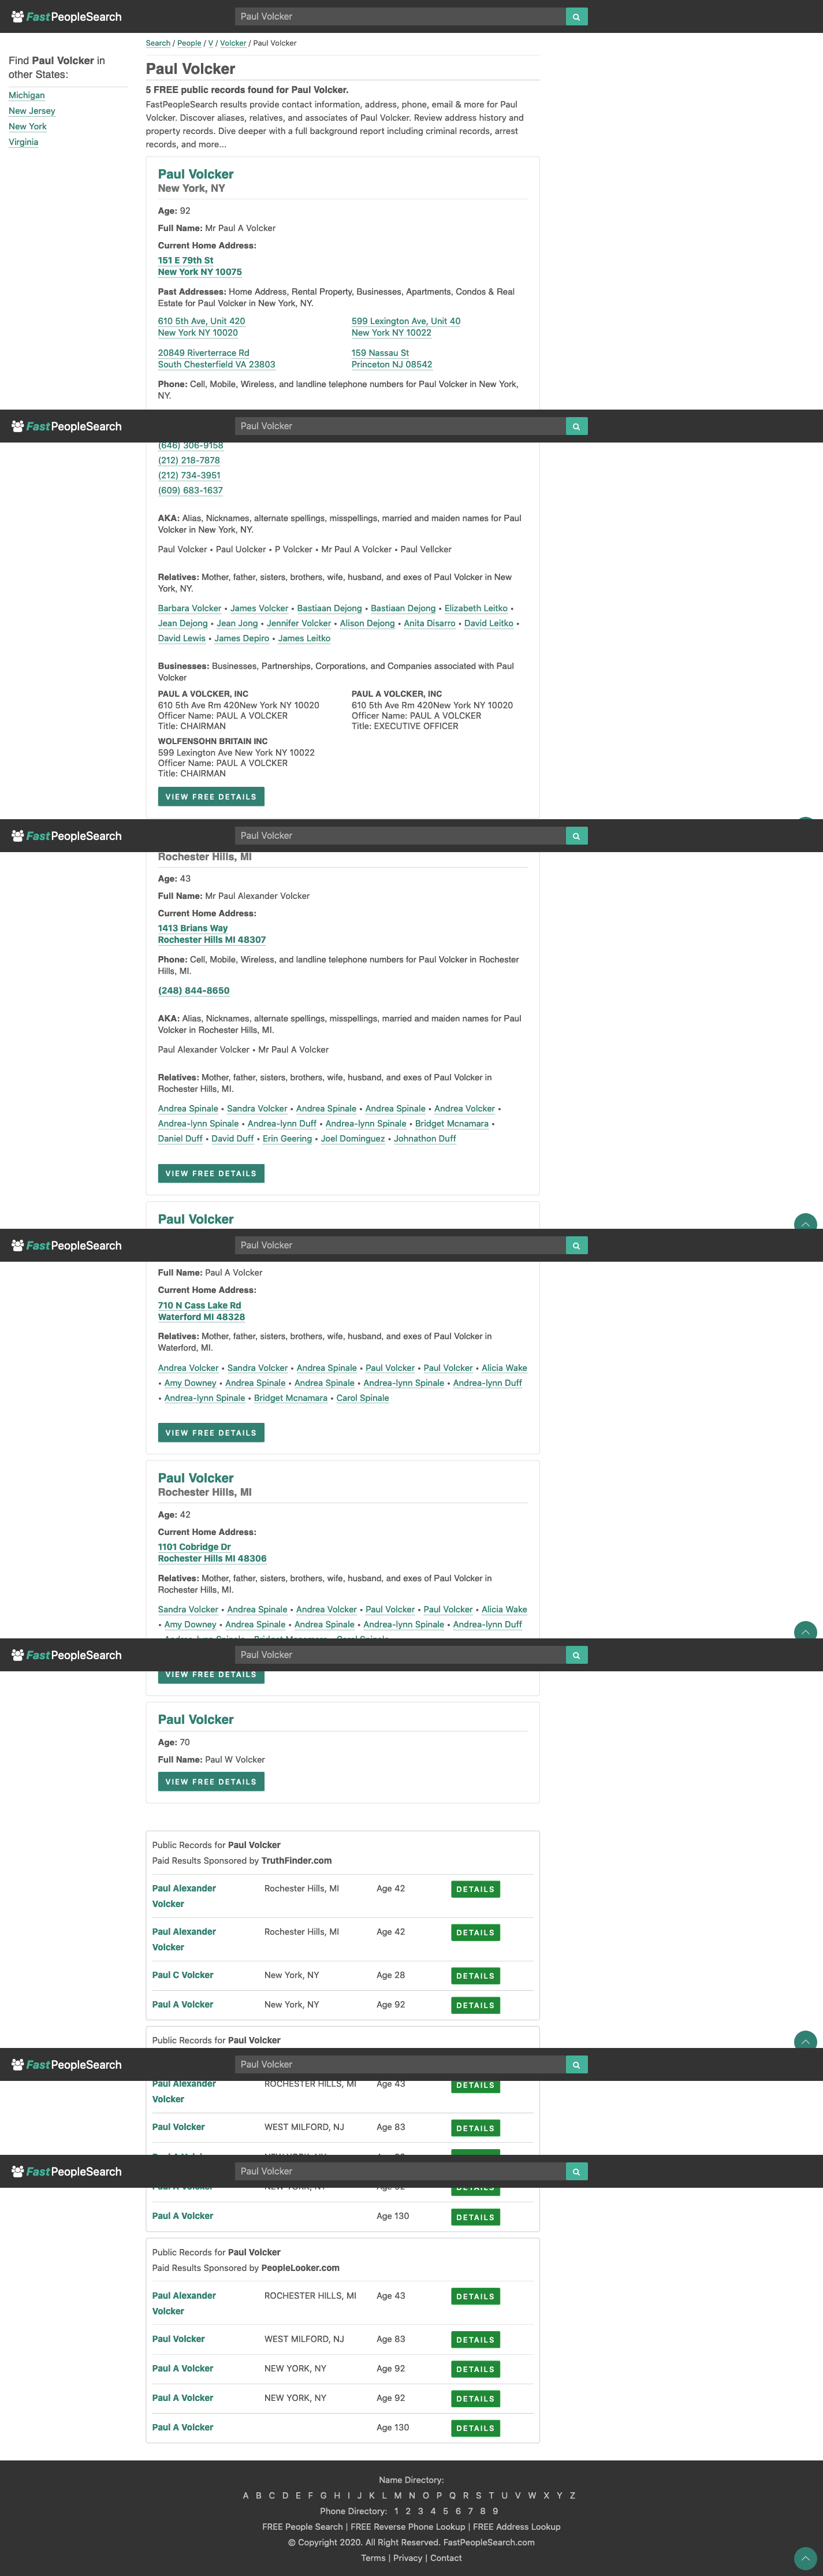 FastPeopleSearch
Paul Volcker
Search / People / V / Volcker / Paul Volcker
Find Paul Volcker in
other States:
Michigan
New Jersey
New York
Virginia
Paul Volcker
5 FREE public records found for Paul Volcker.
FastPeopleSearch results provide contact information, address, phone, email & more for Paul
Volcker. Discover aliases, relatives, and associates of Paul Volcker. Review address history and
property records. Dive deeper with a full background report including criminal records, arrest
records, and more...
Paul Volcker
New York, NY
Age: 92
Full Name: Mr Paul A Volcker
Current Home Address:
151 E 79th St
New York NY 10075
Past Addresses: Home Address, Rental Property, Businesses, Apartments, Condos & Real
Estate for Paul Volcker in New York, NY.
610 5th Ave, Unit 420 599 Lexington Ave, Unit 40
New York NY 10020 New York NY 10022
20849 Riverterrace Rd 159 Nassau St
South Chesterfield VA 23803 Princeton NJ 08542
Phone: Cell, Mobile, Wireless, and landline telephone numbers for Paul Volcker in New York,
NY.
FastPeopleSearch
Paul Volcker
(646) 306-9158
(212) 218-7878
(212) 734-3951
(609) 683-1637
AKA: Alias, Nicknames, alternate spellings, misspellings, married and maiden names for Paul
Volcker in New York, NY.
Paul Volcker • Paul Uolcker • P Volcker • Mr Paul A Volcker • Paul Vellcker
Relatives: Mother, father, sisters, brothers, wife, husband, and exes of Paul Volcker in New
York, NY.
Barbara Volcker • James Volcker • Bastiaan Dejong • Bastiaan Dejong • Elizabeth Leitko •
Jean Dejong • Jean Jong • Jennifer Volcker • Alison Dejong • Anita Disarro • David Leitko •
David Lewis • James Depiro • James Leitko
Businesses: Businesses, Partnerships, Corporations, and Companies associated with Paul
Volcker
PAUL A VOLCKER, INC PAUL A VOLCKER, INC
610 5th Ave Rm 420New York NY 10020 610 5th Ave Rm 420New York NY 10020
Officer Name: PAUL A VOLCKER Officer Name: PAUL A VOLCKER
Title: CHAIRMAN Title: EXECUTIVE OFFICER
WOLFENSOHN BRITAIN INC
599 Lexington Ave New York NY 10022
Officer Name: PAUL A VOLCKER
Title: CHAIRMAN
VIEW FREE DETAILS
FastPeopleSearch
Paul Volcker
Rochester Hills, MI
Age: 43
Full Name: Mr Paul Alexander Volcker
Current Home Address:
1413 Brians Way
Rochester Hills MI 48307
Phone: Cell, Mobile, Wireless, and landline telephone numbers for Paul Volcker in Rochester
Hills, MI.
(248) 844-8650
AKA: Alias, Nicknames, alternate spellings, misspellings, married and maiden names for Paul
Volcker in Rochester Hills, MI.
Paul Alexander Volcker • Mr Paul A Volcker
Relatives: Mother, father, sisters, brothers, wife, husband, and exes of Paul Volcker in
Rochester Hills, MI.
Andrea Spinale • Sandra Volcker • Andrea Spinale • Andrea Spinale • Andrea Volcker •
Andrea-lynn Spinale • Andrea-lynn Duff • Andrea-lynn Spinale • Bridget Mcnamara •
Daniel Duff • David Duff • Erin Geering • Joel Dominguez • Johnathon Duff
VIEW FREE DETAILS
Paul Volcker
FastPeopleSearch
Paul Volcker
Full Name: Paul A Volcker
Current Home Address:
710 N Cass Lake Rd
Waterford MI 48328
Relatives: Mother, father, sisters, brothers, wife, husband, and exes of Paul Volcker in
Waterford, MI.
Andrea Volcker • Sandra Volcker • Andrea Spinale • Paul Volcker • Paul Volcker • Alicia Wake
• Amy Downey • Andrea Spinale • Andrea Spinale • Andrea-lynn Spinale • Andrea-lynn Duff
• Andrea-lynn Spinale • Bridget Mcnamara • Carol Spinale
VIEW FREE DETAILS
Paul Volcker
Rochester Hills, MI
Age: 42
Current Home Address:
1101 Cobridge Dr
Rochester Hills MI 48306
Relatives: Mother, father, sisters, brothers, wife, husband, and exes of Paul Volcker in
Rochester Hills, MI.
Sandra Volcker • Andrea Spinale • Andrea Volcker • Paul Volcker • Paul Volcker • Alicia Wake
• Amy Downey • Andrea Spinale • Andrea Spinale • Andrea-lynn Spinale • Andrea-lynn Duff
FastPeopleSearch
Paul Volcker
VIEW FREE DETAILS
Paul Volcker
Age: 70
Full Name: Paul W Volcker
VIEW FREE DETAILS
Public Records for Paul Volcker
Paid Results Sponsored by TruthFinder.com
Paul Alexander Rochester Hills, MI Age 42 DETAILS
Volcker
Paul Alexander Rochester Hills, MI Age 42 DETAILS
Volcker
Paul C Volcker New York, NY Age 28 DETAILS
Paul A Volcker New York, NY Age 92 DETAILS
Public Records for Paul Volcker
FastPeopleSearch
Paul Volcker
Paul Alexander ROCHESTER HILLS, MI Age 43 DETAILS
Volcker
Paul Volcker WEST MILFORD, NJ Age 83 DETAILS
FastPeopleSearch
Paul Volcker
Paul A Volcker Age 130 DETAILS
Public Records for Paul Volcker
Paid Results Sponsored by PeopleLooker.com
Paul Alexander ROCHESTER HILLS, MI Age 43 DETAILS
Volcker
Paul Volcker WEST MILFORD, NJ Age 83 DETAILS
Paul A Volcker NEW YORK, NY Age 92 DETAILS
Paul A Volcker NEW YORK, NY Age 92 DETAILS
Paul A Volcker Age 130 DETAILS
Name Directory:
A B C D E F G H I J K L M N O P Q R S T U V W X Y Z
Phone Directory: 1 2 3 4 5 6 7 8 9
FREE People Search | FREE Reverse Phone Lookup | FREE Address Lookup
© Copyright 2020. All Right Reserved. FastPeopleSearch.com
Terms | Privacy | Contact